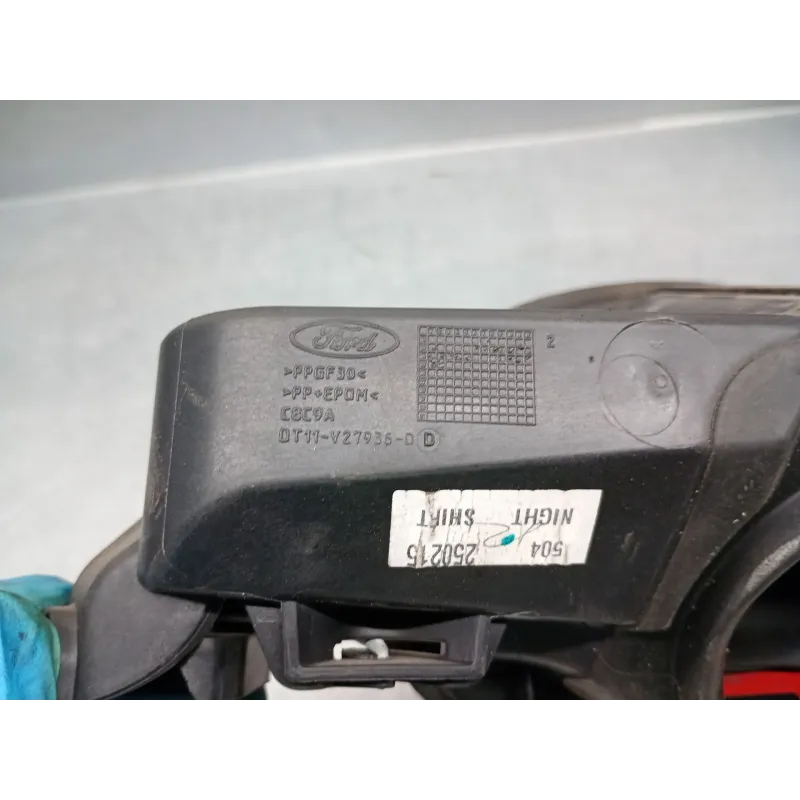 Ford
2
>PPGF30<
>PP+EPDM<
C8C9A
DT11-V27936-D D
504 250215
NIGHT SHIFT